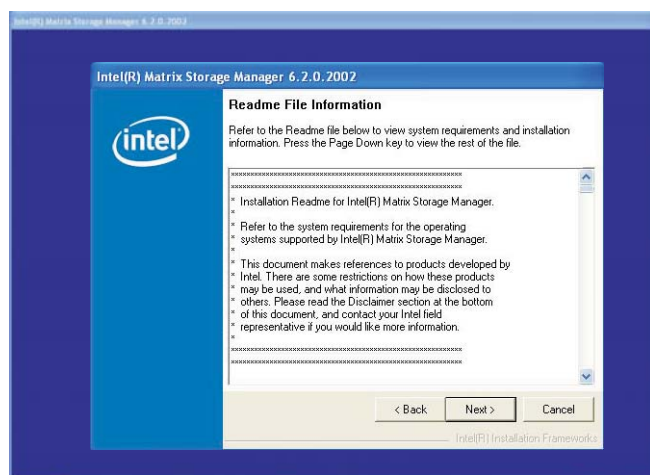 Intel(R) Matrix Storage Manager 6.2.0.2002
Intel(R) Matrix Storage Manager 6.2.0.2002
intel
Readme File Information
Refer to the Readme file below to view system requirements and installation
information. Press the Page Down key to view the rest of the file.
************************************************************
************************************************************
* Installation Readme for Intel(R) Matrix Storage Manager.
*
* Refer to the system requirements for the operating
* systems supported by Intel(R) Matrix Storage Manager.
*
* This document makes references to products developed by
* Intel. There are some restrictions on how these products
* may be used, and what information may be disclosed to
* others. Please read the Disclaimer section at the bottom
* of this document, and contact your Intel field
* representative if you would like more information.
*
************************************************************
************************************************************
< Back
Next >
Cancel
Intel(R) Installation Frameworks